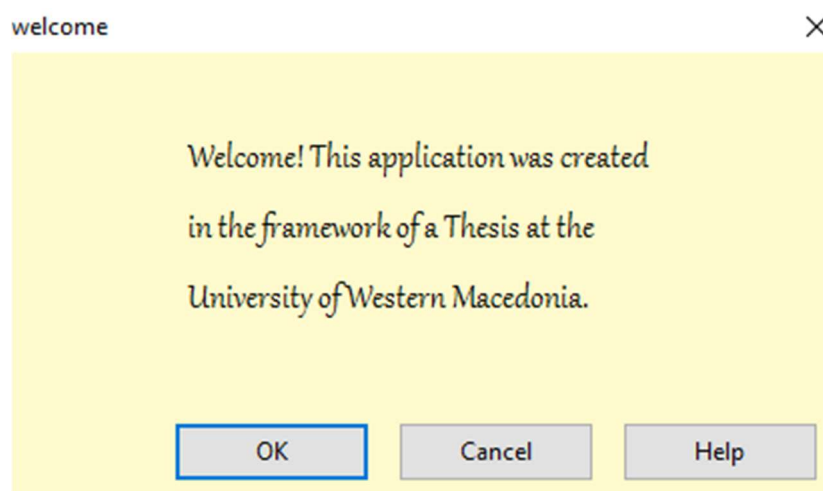 welcome
Welcome! This application was created
in the framework of a Thesis at the
University of Western Macedonia.
OK Cancel Help